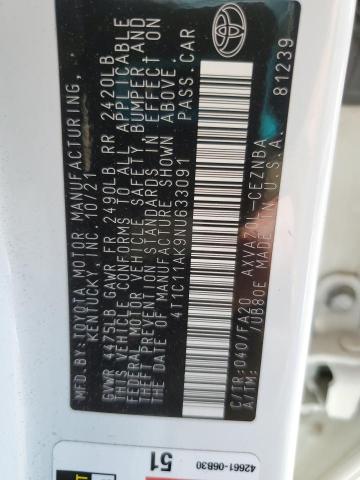 MFD.BY:TOYOTA MOTOR MANUFACTURING,
KENTUCKY, INC. 10/21
GVWR 4475LB GAWR FR 2490LB RR 2420LB
THIS VEHICLE CONFORMS TO ALL APPLICABLE
FEDERAL MOTOR VEHICLE SAFETY, BUMPER, AND
THEFT PREVENTION STANDARDS IN EFFECT ON
THE DATE OF MANUFACTURE SHOWN ABOVE.
4T1C11AK9NU633091 PASS. CAR
C/TR: 040/FA20 AXVA70L-CEZNBA
A/TM: /UB80E MADE IN U.S.A. 81239
51
42661-06B30